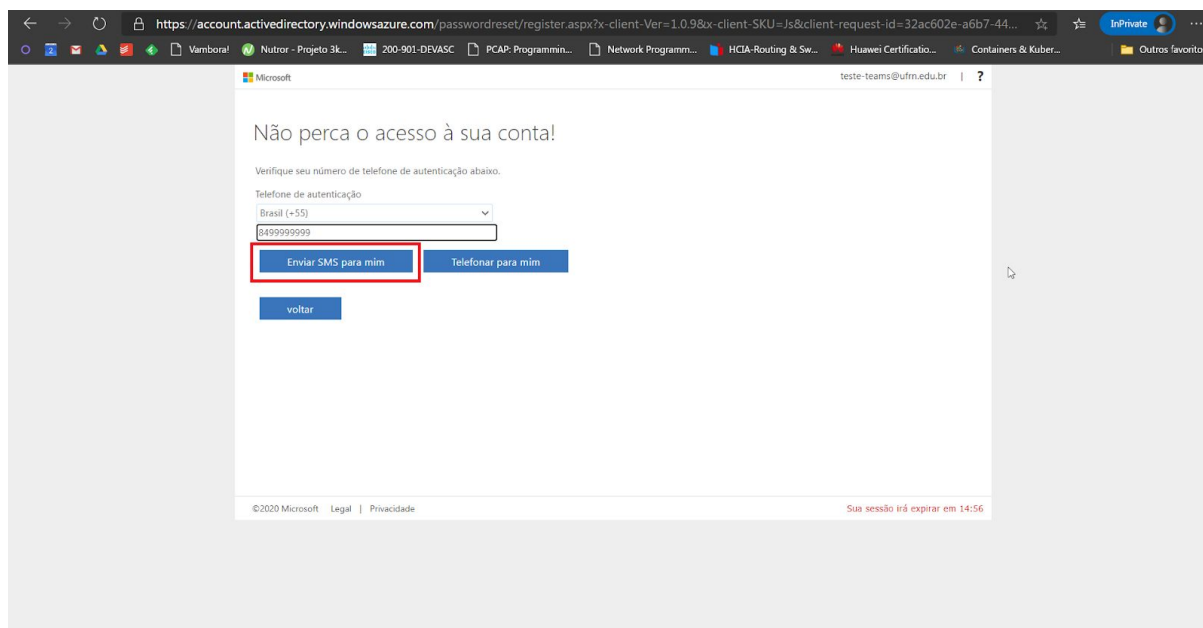 https://account.activedirectory.windowsazure.com/passwordreset/register.aspx?x-client-Ver=1.0.9&x-client-SKU=Js&client-request-id=32ac602e-a6b7-44... InPrivate
2 Vambora! Nutror - Projeto 3k... 200-901-DEVASC PCAP: Programmin... Network Programm... HCIA-Routing & Sw... Huawei Certificatio... Containers & Kuber... Outros favorito
Microsoft teste-teams@ufrn.edu.br | ?
Não perca o acesso à sua conta!
Verifique seu número de telefone de autenticação abaixo.
Telefone de autenticação
Brasil (+55)
8499999999
Enviar SMS para mim Telefonar para mim
voltar
©2020 Microsoft Legal | Privacidade Sua sessão irá expirar em 14:56